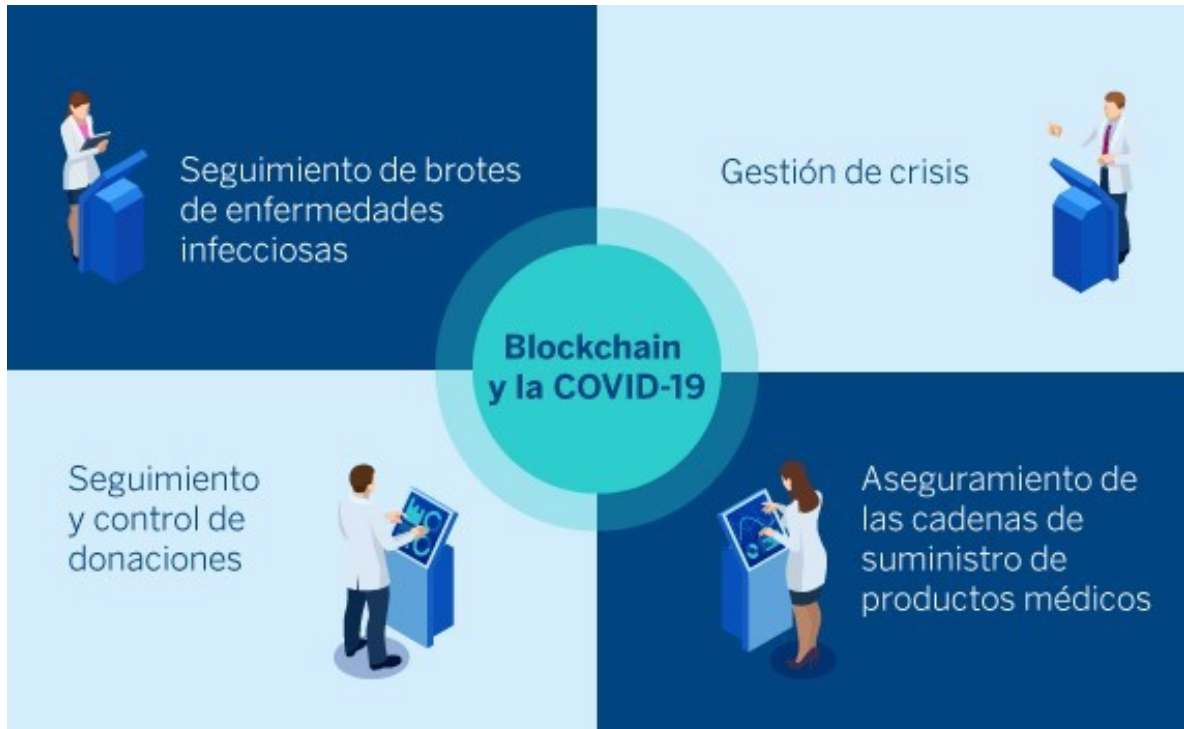 Seguimiento de brotes
de enfermedades
infecciosas
Gestión de crisis
Blockchain
y la COVID-19
Seguimiento
y control de
donaciones
Aseguramiento de
las cadenas de
suministro de
productos médicos